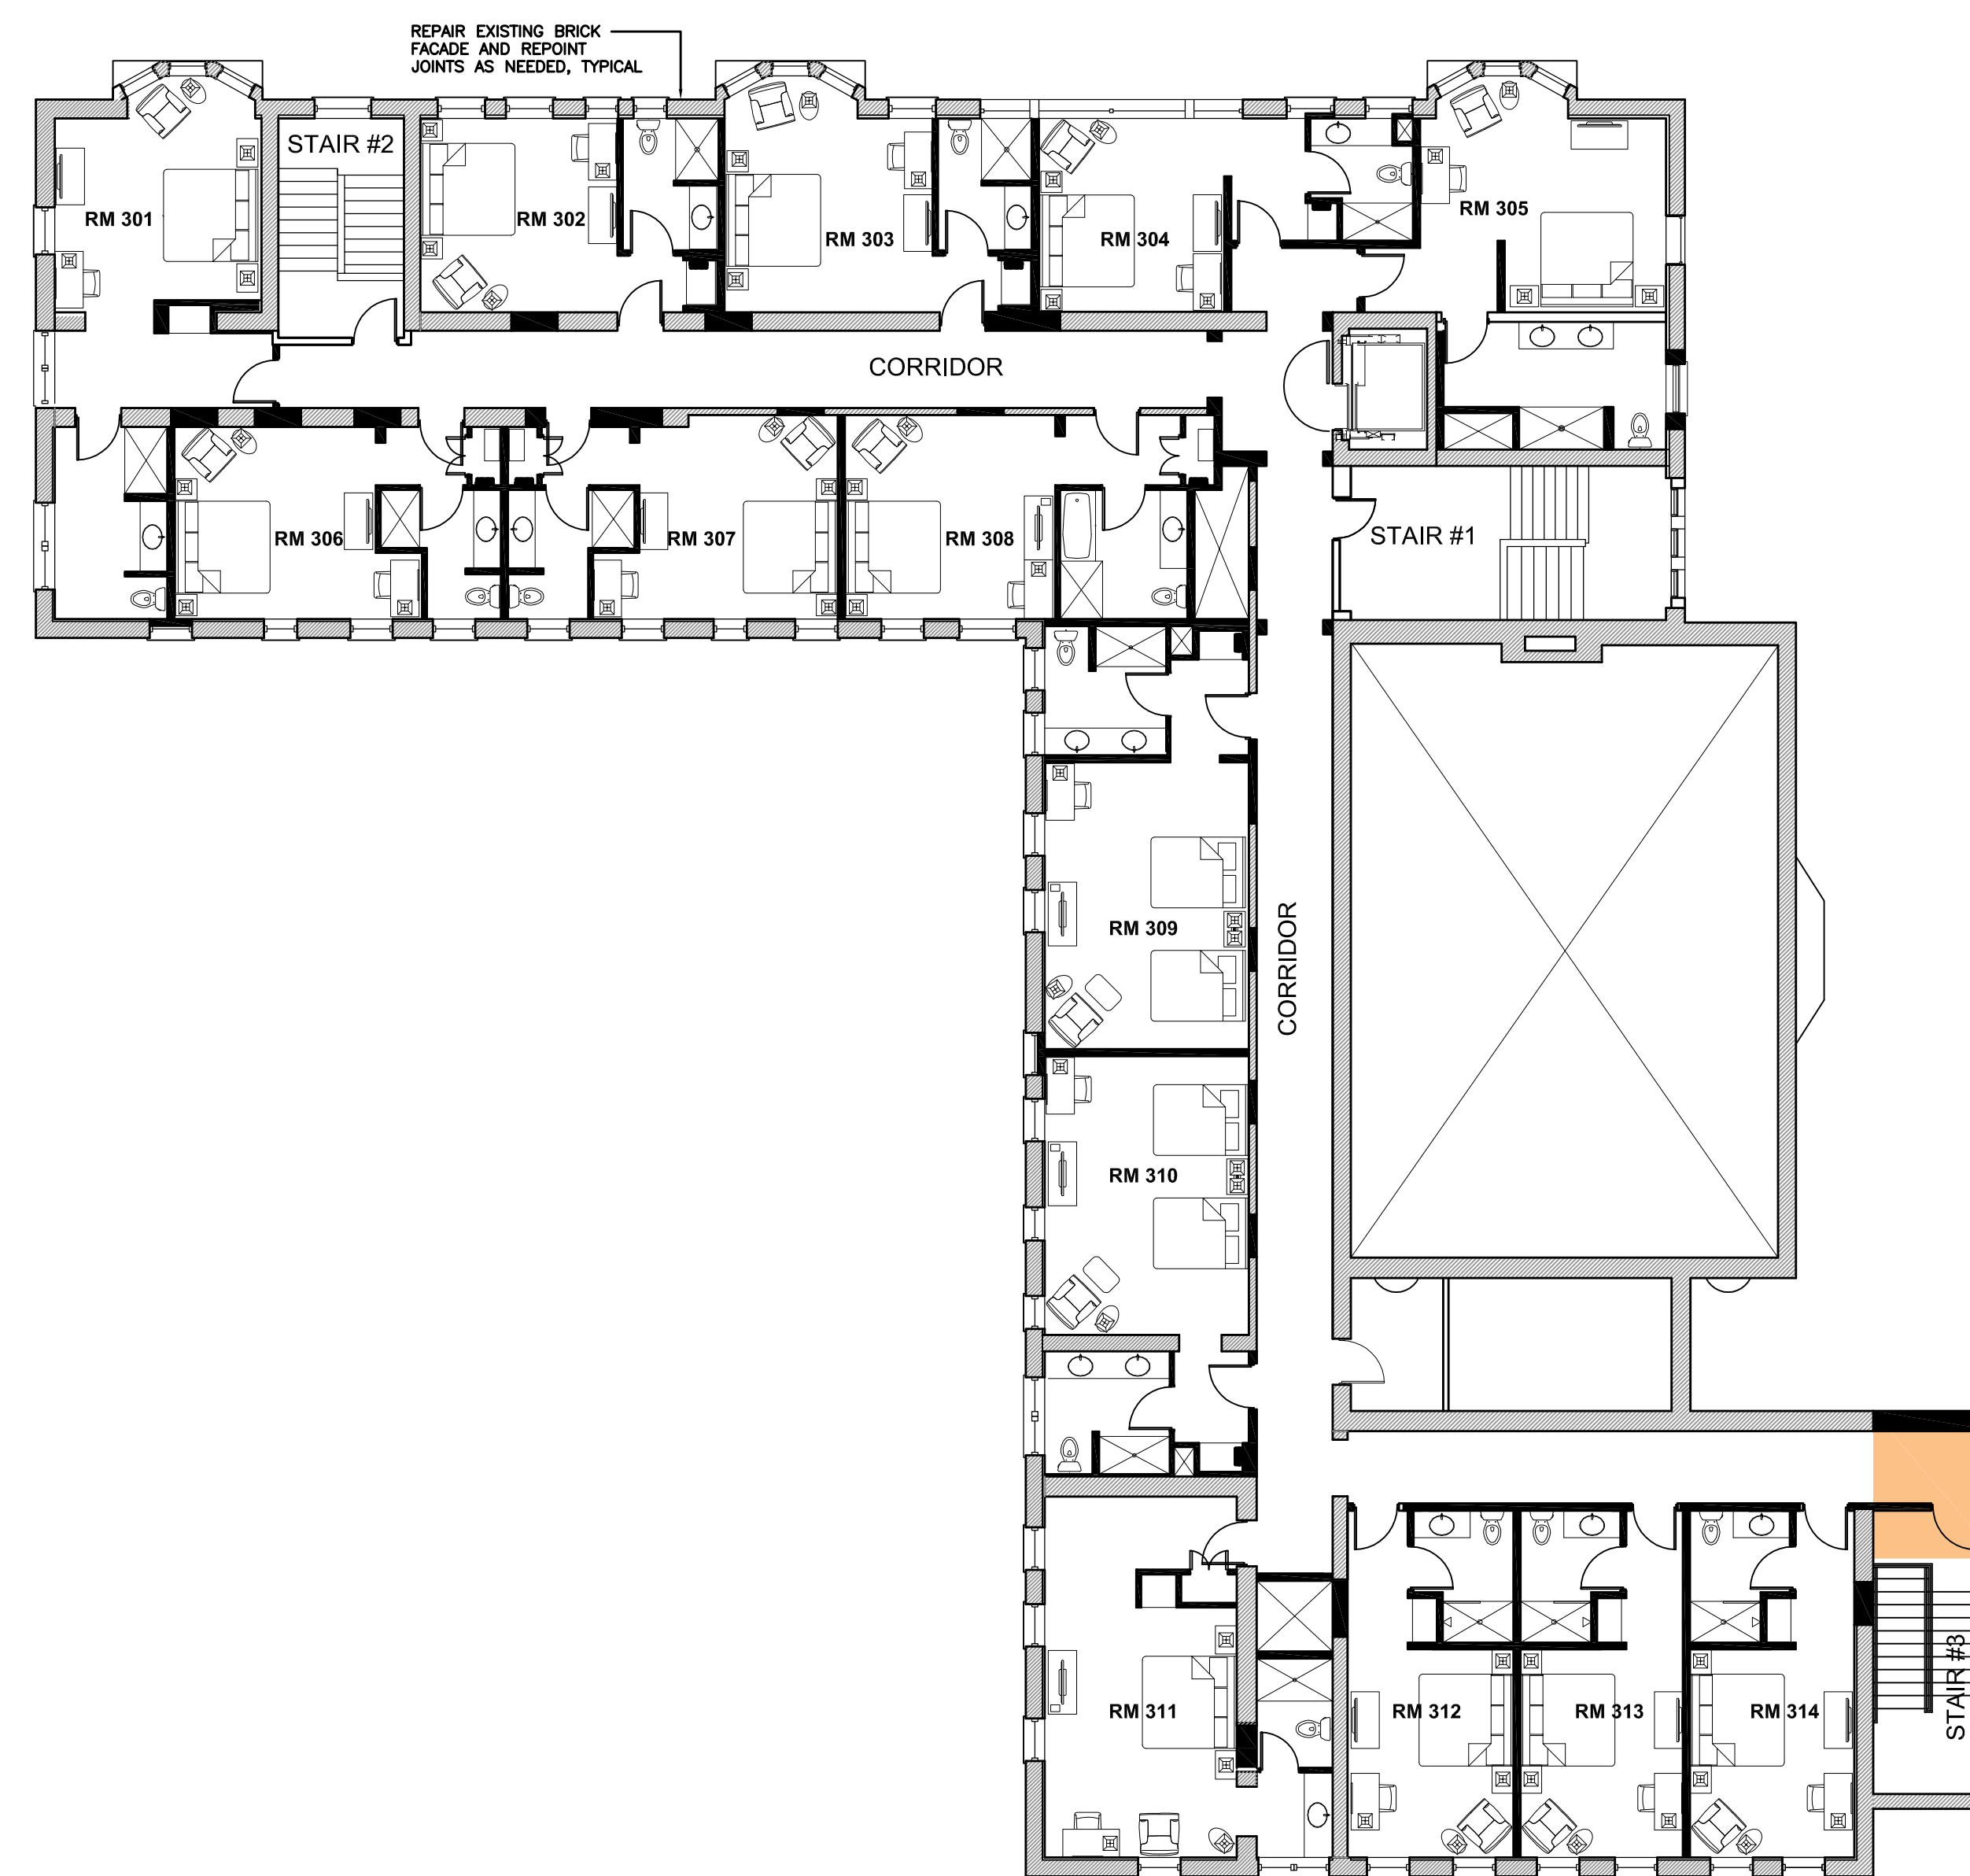 REPAIR EXISTING BRICK
FACADE AND REPOINT
JOINTS AS NEEDED, TYPICAL
STAIR #2
RM 301
RM 302
RM 303
RM 304
RM 305
CORRIDOR
RM 306
RM 307
RM 308
STAIR #1
RM 309
CORRIDOR
RM 310
RM 311
RM 312
RM 313
RM 314
STAIR #3